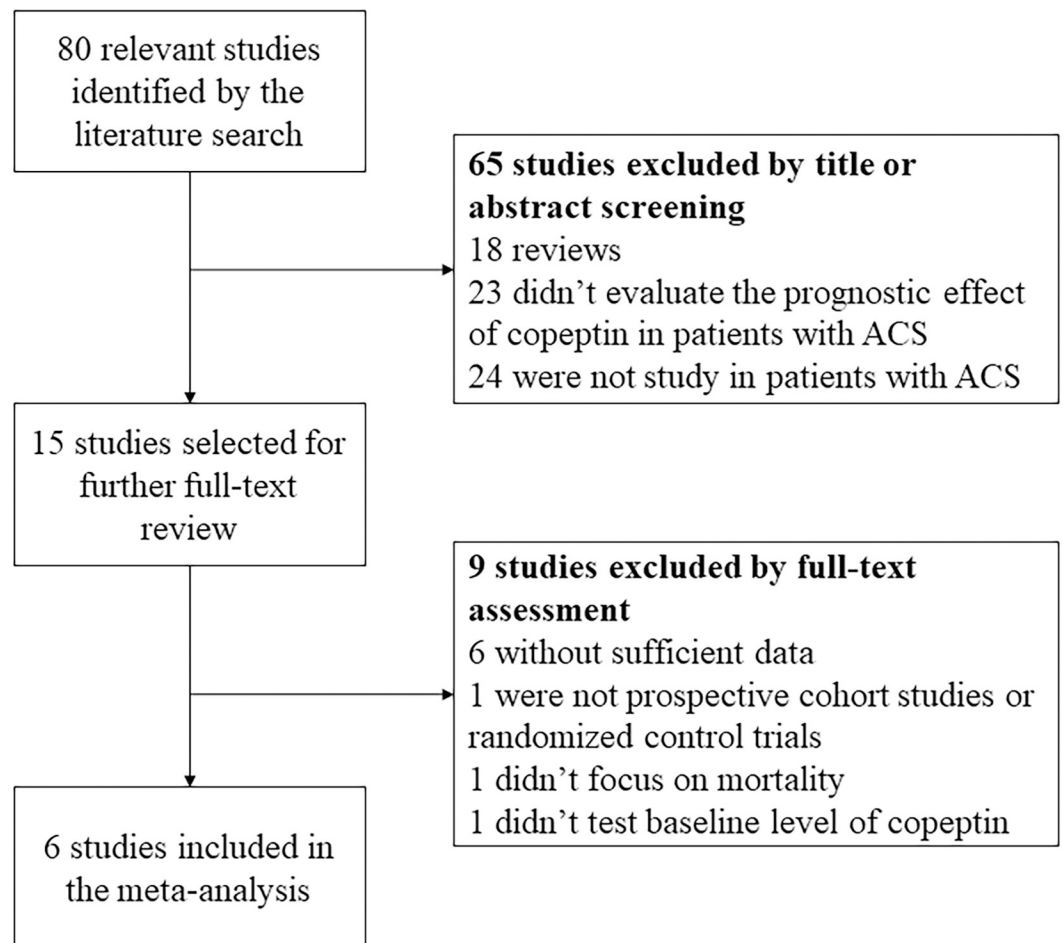 80 relevant studies
identified by the
literature search
65 studies excluded by title or
abstract screening
18 reviews
23 didn’t evaluate the prognostic effect
of copeptin in patients with ACS
24 were not study in patients with ACS
15 studies selected for
further full-text
review
9 studies excluded by full-text
assessment
6 without sufficient data
1 were not prospective cohort studies or
randomized control trials
1 didn’t focus on mortality
1 didn’t test baseline level of copeptin
6 studies included in
the meta-analysis